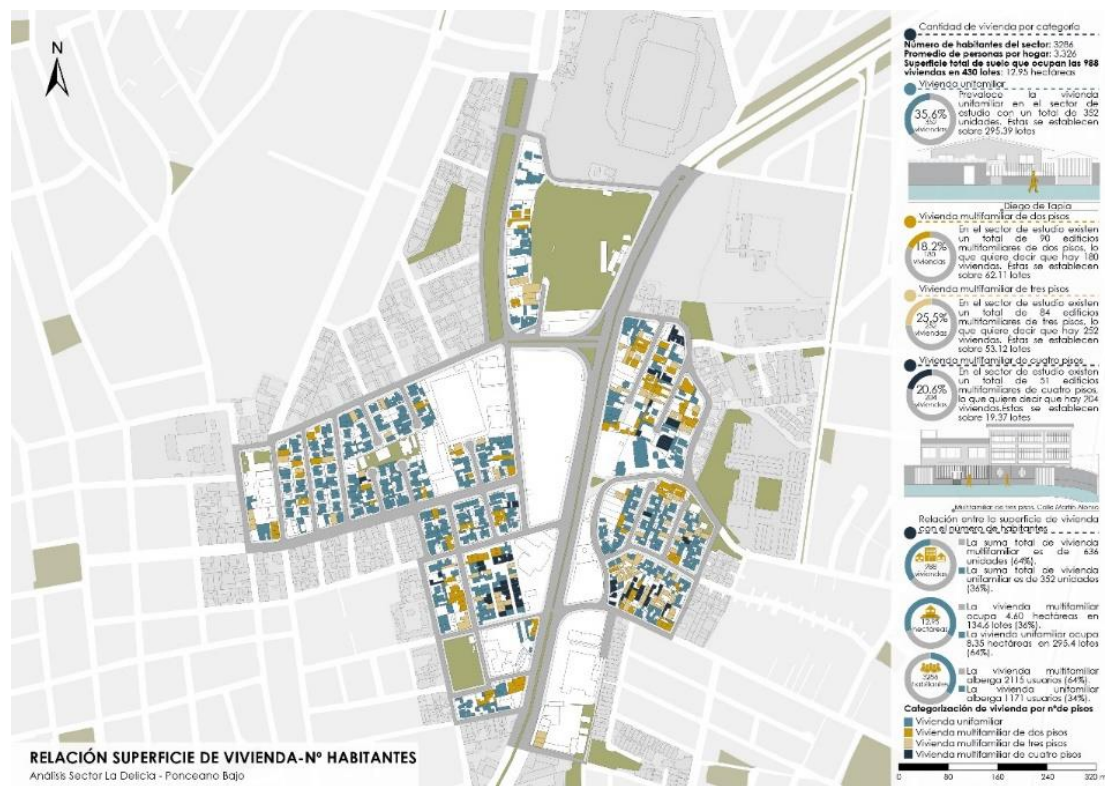 N
Cantidad de vivienda por categoría
Número de habitantes del sector: 3286
Promedio de personas por hogar: 3.326
Superficie total de suelo que ocupan las 988
viviendas en 430 lotes: 12.95 hectáreas
Vivienda unifamiliar
35,6%
352
viviendas
Prevalece la vivienda
unifamiliar en el sector de
estudio con un total de 352
unidades. Estas se establecen
sobre 295.39 lotes
Diego de Tapia
Vivienda multifamiliar de dos pisos
18.2%
180
viviendas
En el sector de estudio existen
un total de 90 edificios
multifamiliares de dos pisos, lo
que quiere decir que hay 180
viviendas. Éstas se establecen
sobre 62.11 lotes
Vivienda multifamiliar de tres pisos
25,5%
252
viviendas
En el sector de estudio existen
un total de 84 edificios
multifamiliares de tres pisos, lo
que quiere decir que hay 252
viviendas. Éstas se establecen
sobre 53.12 lotes
Vivienda multifamiliar de cuatro pisos
20.6%
204
viviendas
En el sector de estudio existen
un total de 51 edificios
multifamiliares de cuatro pisos,
lo que quiere decir que hay 204
viviendas.Estas se establecen
sobre 19.37 lotes
Multifamiliar de tres pisos, Calle Martín Alonso
Relación entre la superficie de vivienda
con el número de habitantes
988
viviendas
La suma total de vivienda
multifamiliar es de 636
unidades (64%).
La suma total de vivienda
unifamiliar es de 352 unidades
(36%).
12.95
hectáreas
La vivienda multifamiliar
ocupa 4.60 hectáreas en
134.6 lotes (36%).
La vivienda unifamiliar ocupa
8.35 hectáreas en 295.4 lotes
(64%).
3286
habitantes
La vivienda multifamiliar
alberga 2115 usuarios (64%).
La vivienda unifamiliar
alberga 1171 usuarios (34%).
Categorización de vivienda por nºde pisos
Vivienda unifamiliar
Vivienda multifamiliar de dos pisos
Vivienda multifamiliar de tres pisos
Vivienda multifamiliar de cuatro pisos
0 80 160 240 320 m
RELACIÓN SUPERFICIE DE VIVIENDA-Nº HABITANTES
Análisis Sector La Delicia - Ponceano Bajo